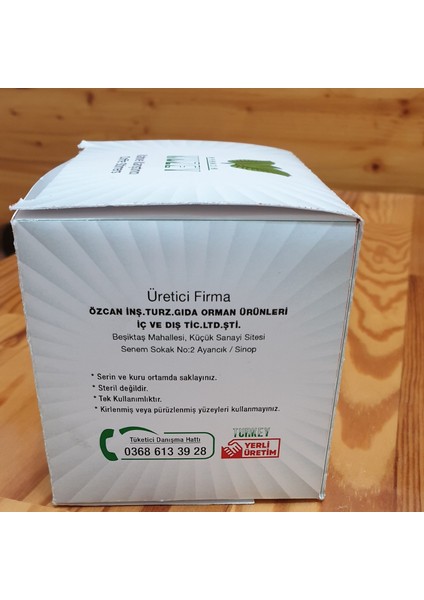 Üretici Firma
ÖZCAN İNŞ.TURZ.GIDA ORMAN ÜRÜNLERİ
İÇ VE DIŞ TİC.LTD.ŞTİ.
Beşiktaş Mahallesi, Küçük Sanayi Sitesi
Senem Sokak No:2 Ayancık / Sinop
* Serin ve kuru ortamda saklayınız.
* Steril değildir.
* Tek Kullanımlıktır.
* Kirlenmiş veya pürüzlenmiş yüzeyleri kullanmayınız.
Tüketici Danışma Hattı
0368 613 39 28
TURKEY
YERLİ
ÜRETİM